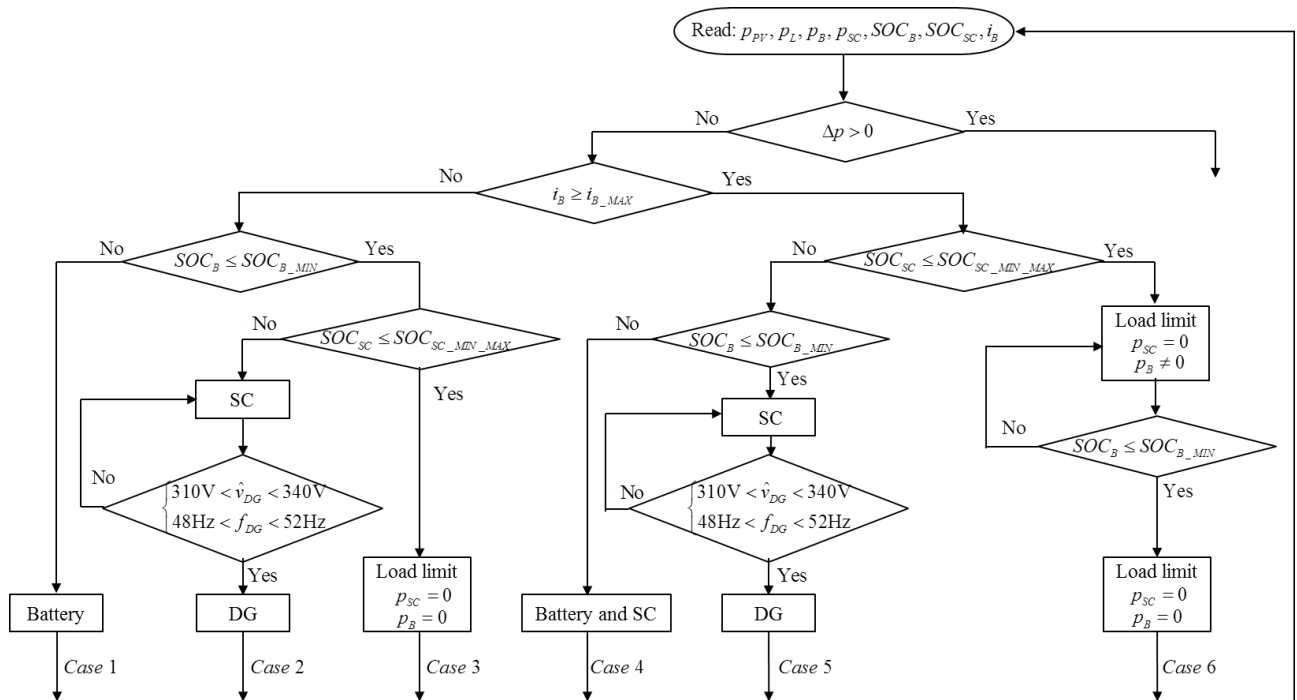 Read: p_PV, p_L, p_B, p_SC, SOC_B, SOC_SC, i_B
No
Δp > 0
Yes
No
i_B ≥ i_B_MAX
Yes
No
SOC_B ≤ SOC_B_MIN
Yes
No
SOC_SC ≤ SOC_SC_MIN_MAX
Yes
No
SOC_SC ≤ SOC_SC_MIN_MAX
Yes
No
SOC_B ≤ SOC_B_MIN
Yes
Load limit
p_SC = 0
p_B ≠ 0
SC
SC
No
SOC_B ≤ SOC_B_MIN
Yes
No
310V < v̂_DG < 340V
48Hz < f_DG < 52Hz
Yes
No
310V < v̂_DG < 340V
48Hz < f_DG < 52Hz
Yes
Battery
DG
Load limit
p_SC = 0
p_B = 0
Battery and SC
DG
Load limit
p_SC = 0
p_B = 0
Case 1
Case 2
Case 3
Case 4
Case 5
Case 6